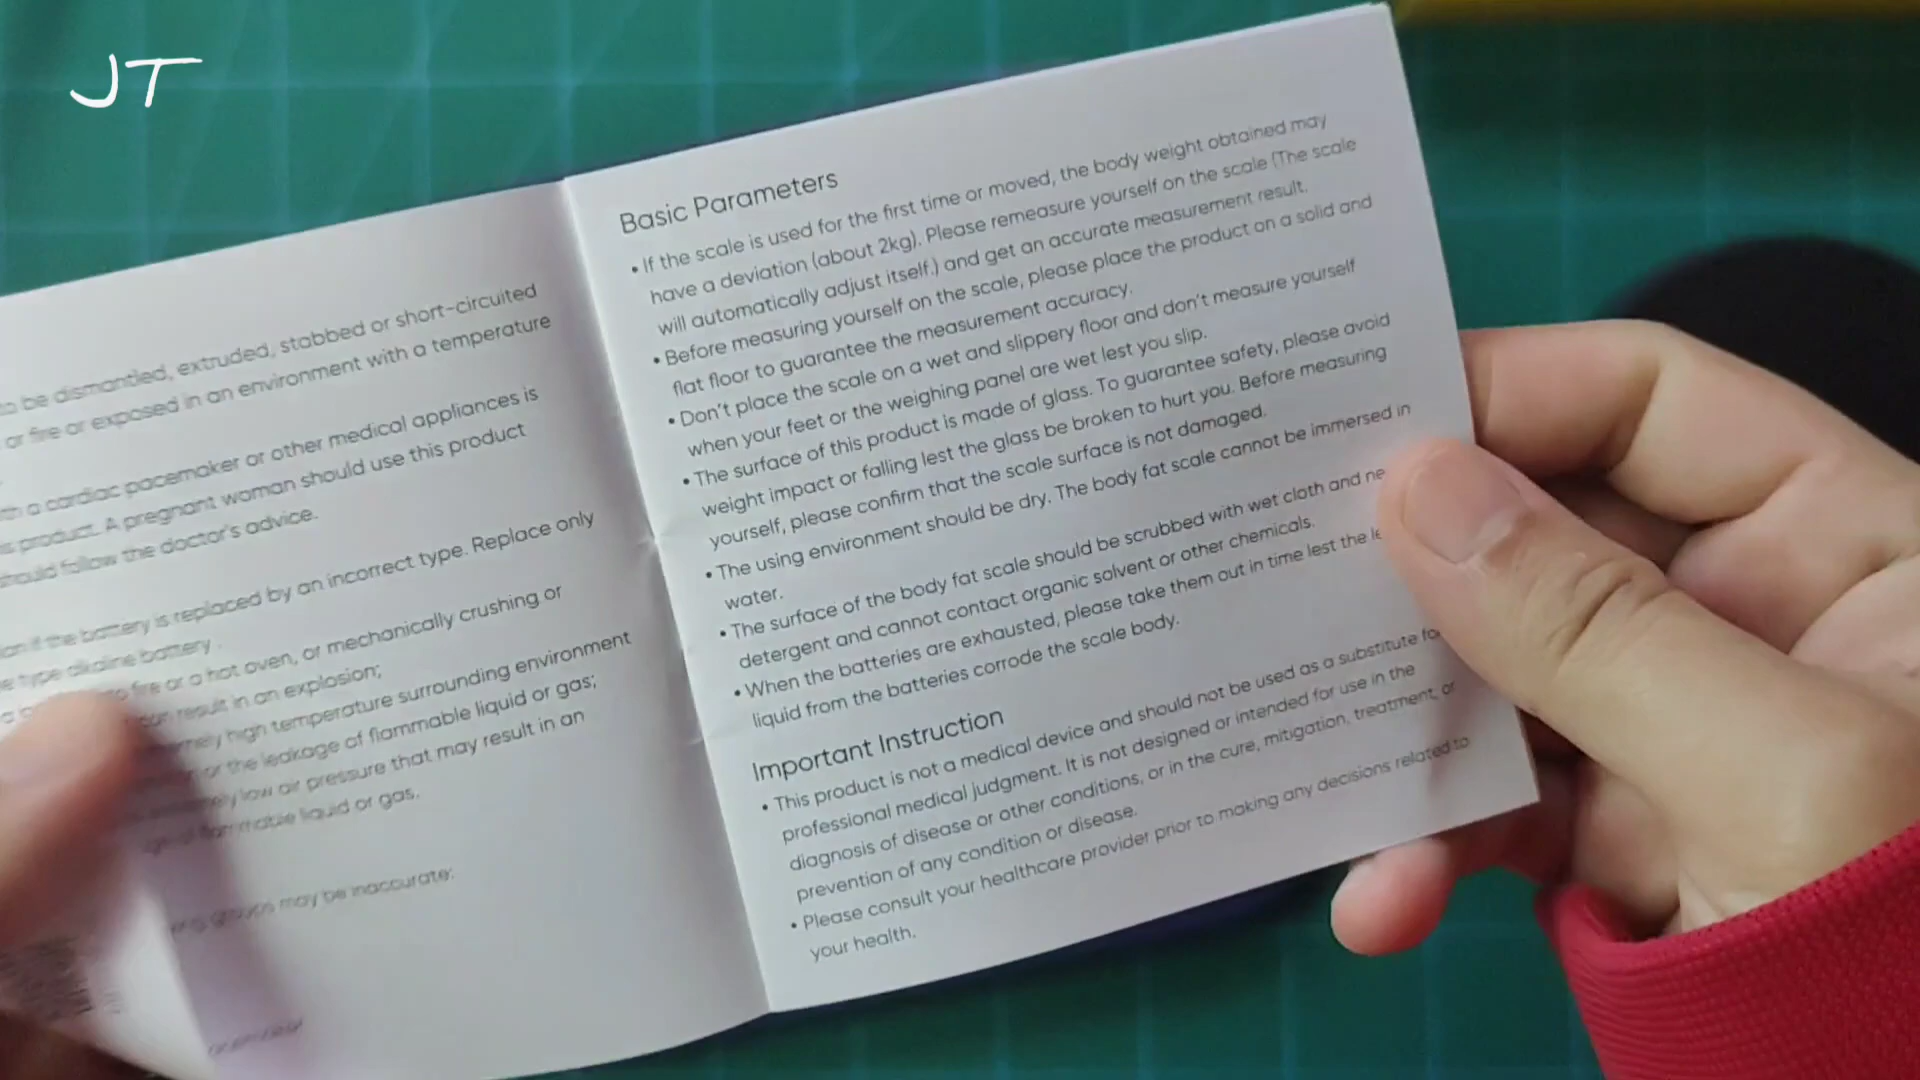 JT
to be dismantled, extruded, stabbed or short-circuited
or fire or exposed in an environment with a temperature
a cardiac pacemaker or other medical appliances is
product. A pregnant woman should use this product
should follow the doctor's advice.
if the battery is replaced by an incorrect type. Replace only
type alkaline battery .
fire or a hot oven, or mechanically crushing or
can result in an explosion;
high temperature surrounding environment
or the leakage of flammable liquid or gas;
low air pressure that may result in an
flammable liquid or gas.
groups may be inaccurate:
Basic Parameters
• If the scale is used for the first time or moved, the body weight obtained may
have a deviation (about 2kg). Please remeasure yourself on the scale (The scale
will automatically adjust itself.) and get an accurate measurement result.
• Before measuring yourself on the scale, please place the product on a solid and
flat floor to guarantee the measurement accuracy.
• Don't place the scale on a wet and slippery floor and don't measure yourself
when your feet or the weighing panel are wet lest you slip.
• The surface of this product is made of glass. To guarantee safety, please avoid
weight impact or falling lest the glass be broken to hurt you. Before measuring
yourself, please confirm that the scale surface is not damaged.
• The using environment should be dry. The body fat scale cannot be immersed in
water.
• The surface of the body fat scale should be scrubbed with wet cloth and
detergent and cannot contact organic solvent or other chemicals.
• When the batteries are exhausted, please take them out in time lest the
liquid from the batteries corrode the scale body.
Important Instruction
• This product is not a medical device and should not be used as a substitute for
professional medical judgment. It is not designed or intended for use in the
diagnosis of disease or other conditions, or in the cure, mitigation, treatment, or
prevention of any condition or disease.
• Please consult your healthcare provider prior to making any decisions related to
your health.